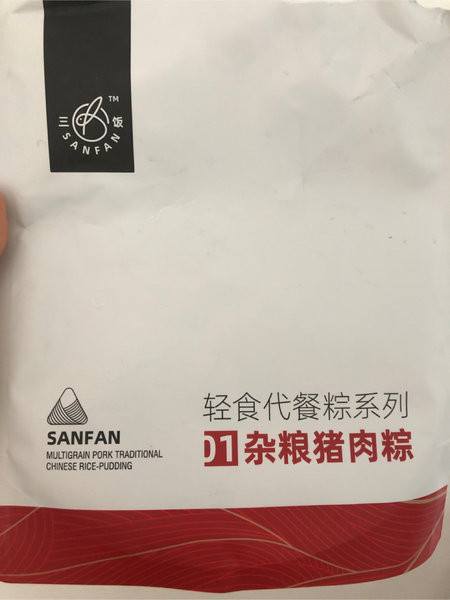 TM
三 饭
SANFAN
轻食代餐粽系列
01杂粮猪肉粽
SANFAN
MULTIGRAIN PORK TRADITIONAL
CHINESE RICE-PUDDING